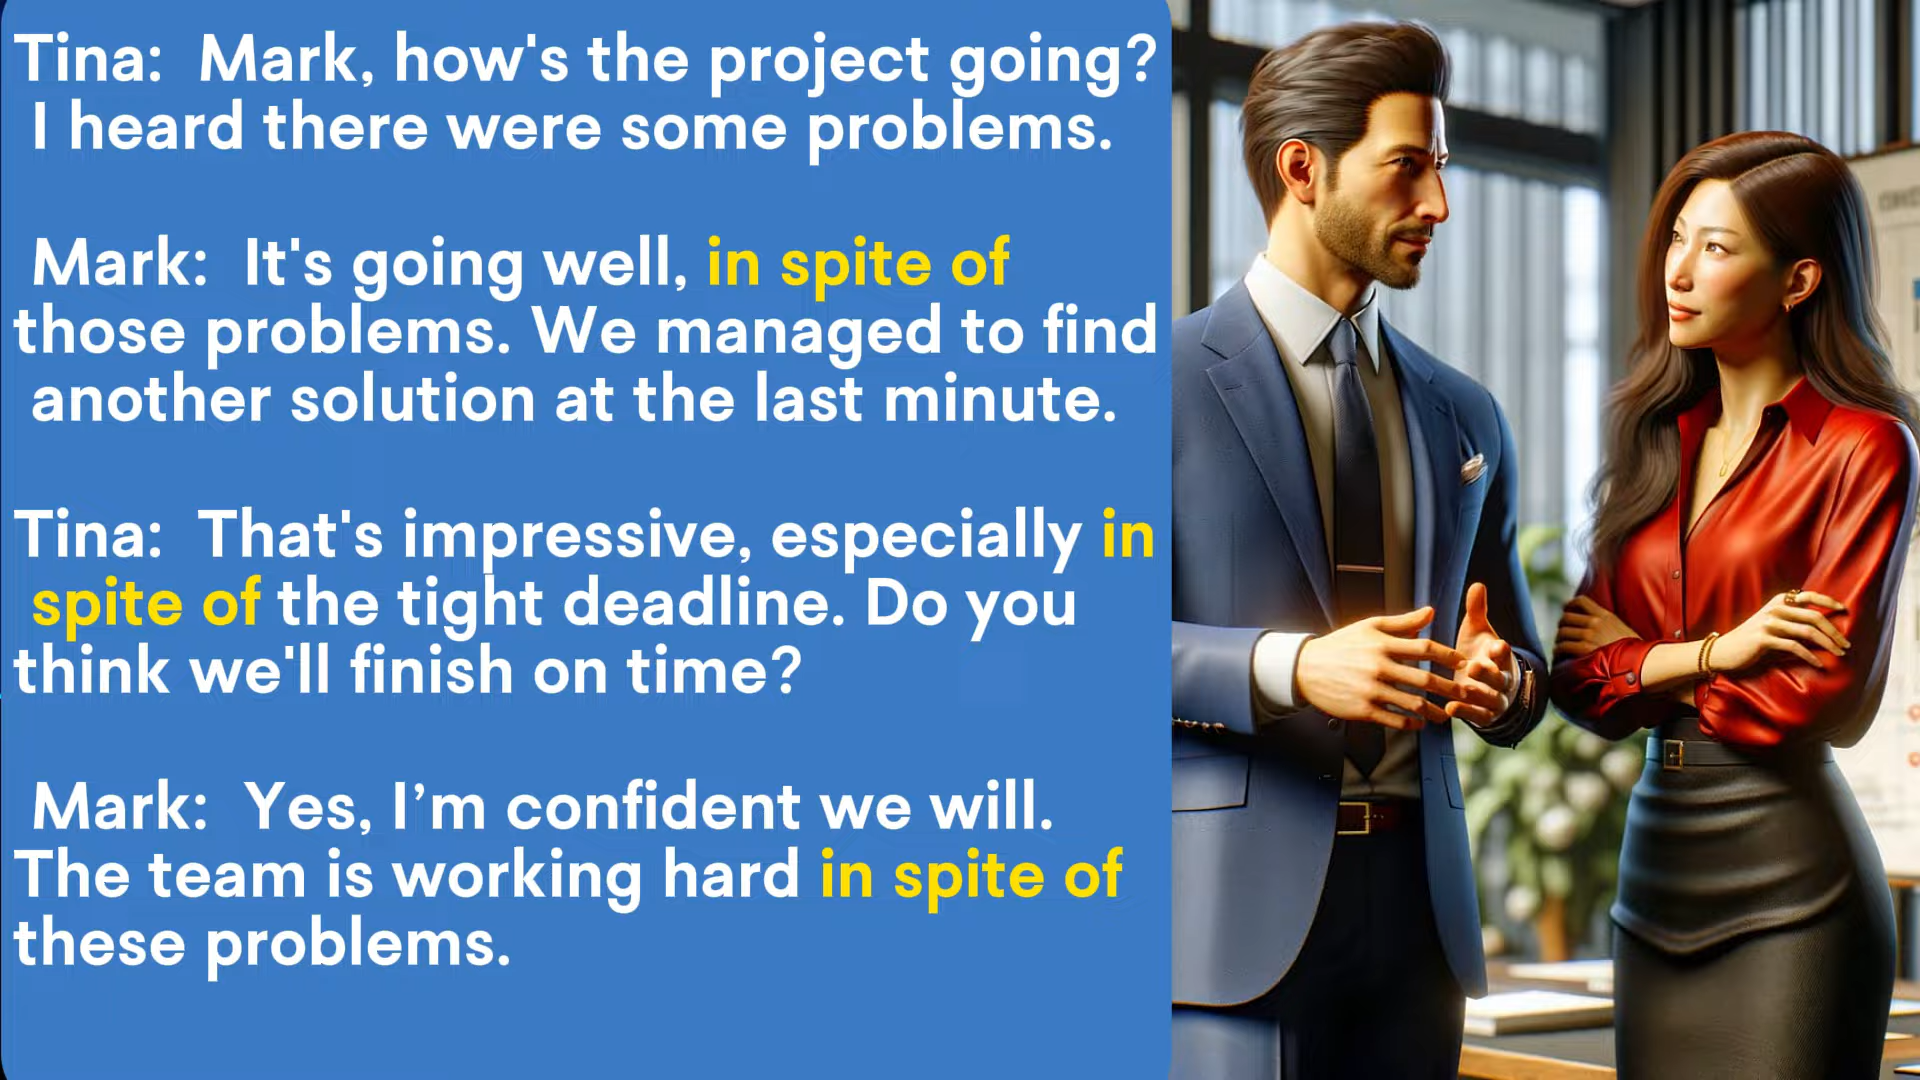 Tina:  Mark, how's the project going?
I heard there were some problems.
Mark:  It's going well, in spite of
those problems. We managed to find
another solution at the last minute.
Tina:  That's impressive, especially in
spite of the tight deadline. Do you
think we'll finish on time?
Mark:  Yes, I’m confident we will.
The team is working hard in spite of
these problems.